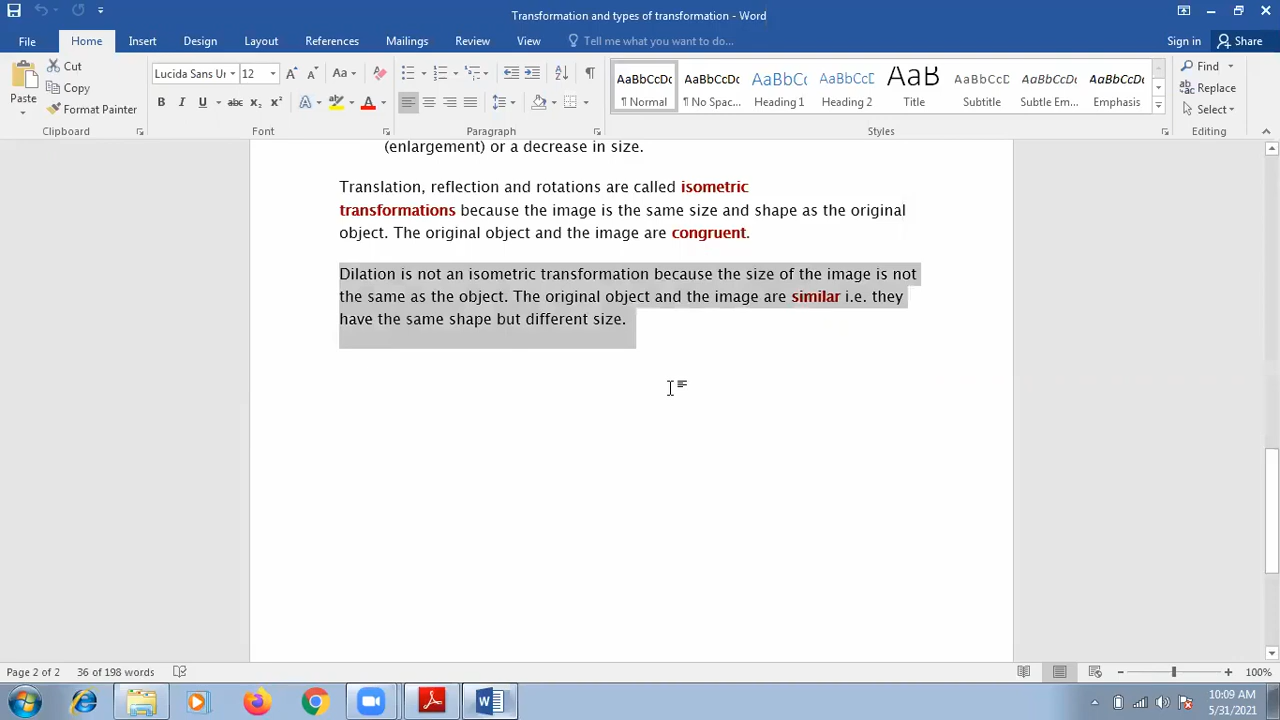 Transformation and types of transformation - Word
File Home Insert Design Layout References Mailings Review View Tell me what you want to do... Sign in Share
Paste Cut Copy Format Painter Clipboard
Lucida Sans Ur 12 Font
Paragraph
AaBbCcDc ¶ Normal AaBbCcDc ¶ No Spac... AaBbCc Heading 1 AaBbCcD Heading 2 AaB Title AaBbCcD Subtitle AaBbCcDc Subtle Em... AaBbCcDc Emphasis
Styles
Find Replace Select Editing
(enlargement) or a decrease in size.
Translation, reflection and rotations are called isometric
transformations because the image is the same size and shape as the original
object. The original object and the image are congruent.
Dilation is not an isometric transformation because the size of the image is not
the same as the object. The original object and the image are similar i.e. they
have the same shape but different size.
Page 2 of 2 36 of 198 words 100%
10:09 AM
5/31/2021